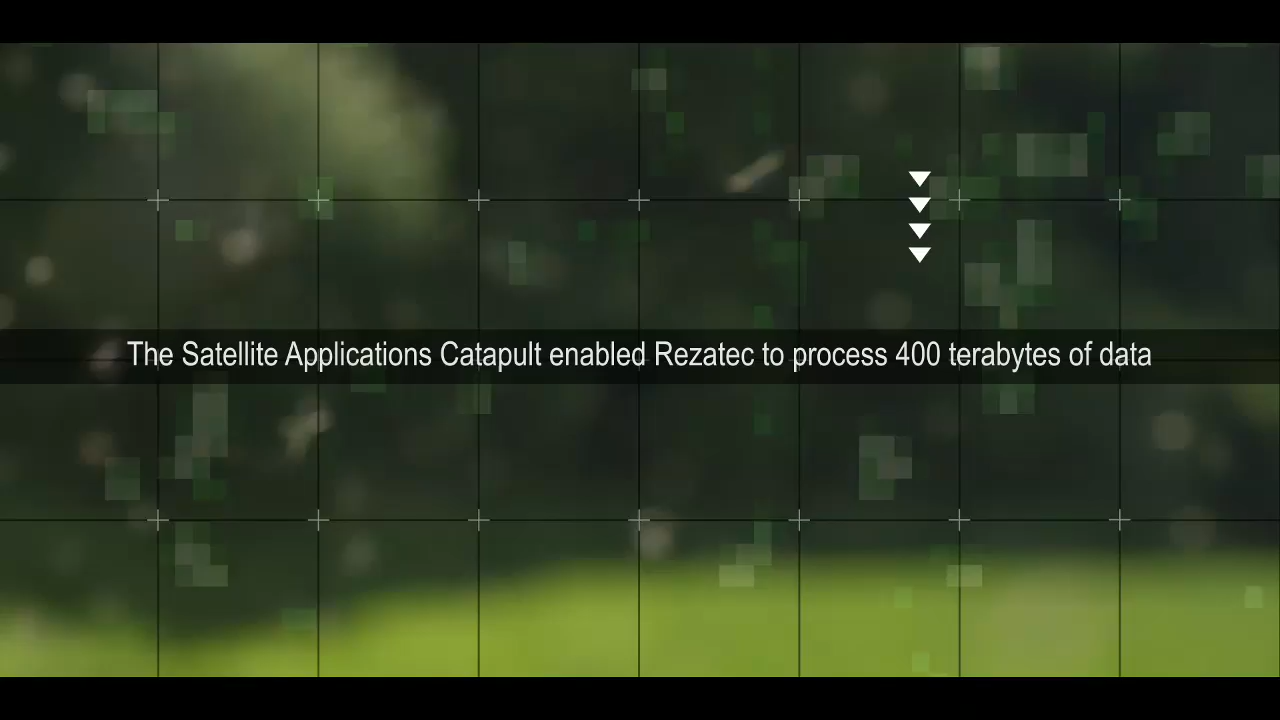 The Satellite Applications Catapult enabled Rezatec to process 400 terabytes of data